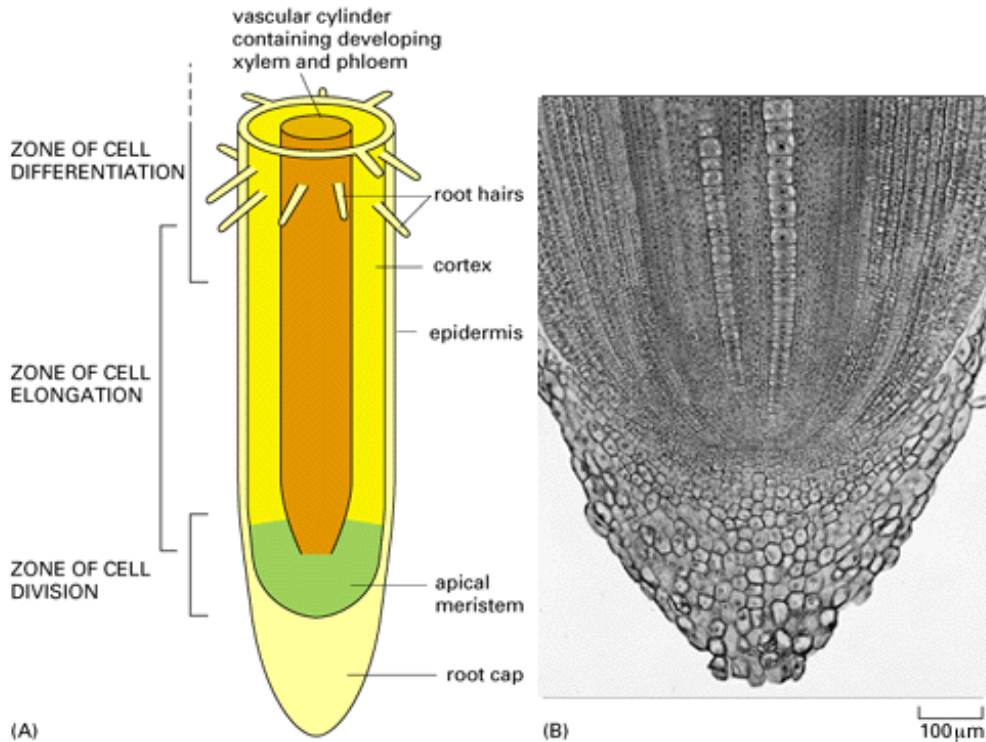 vascular cylinder
containing developing
xylem and phloem
ZONE OF CELL
DIFFERENTIATION
root hairs
cortex
epidermis
ZONE OF CELL
ELONGATION
ZONE OF CELL
DIVISION
apical
meristem
root cap
(A)
(B)
100 µm